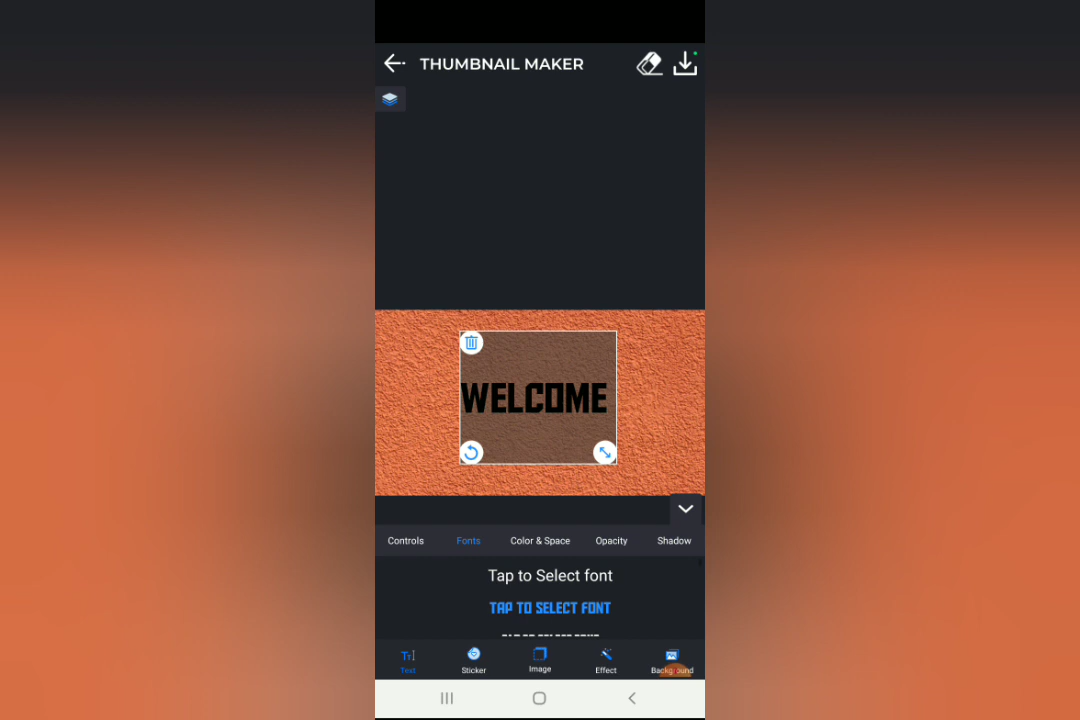 THUMBNAIL MAKER
WELCOME
Controls Fonts Color & Space Opacity Shadow
Tap to Select font
TAP TO SELECT FONT
Text Sticker Image Effect Background